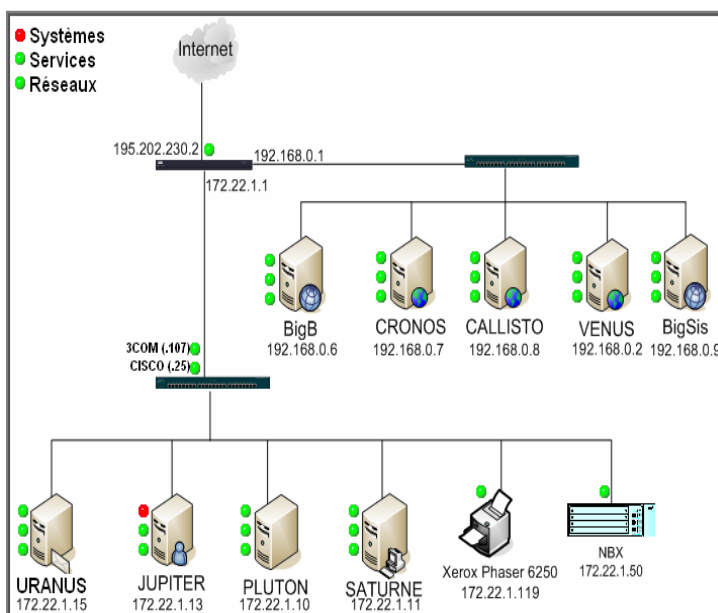 Systèmes
Services
Réseaux
Internet
195.202.230.2
192.168.0.1
172.22.1.1
BigB
192.168.0.6
CRONOS
192.168.0.7
CALLISTO
192.168.0.8
VENUS
192.168.0.2
BigSis
192.168.0.9
3COM (.107)
CISCO (.25)
URANUS
172.22.1.15
JUPITER
172.22.1.13
PLUTON
172.22.1.10
SATURNE
172.22.1.11
Xerox Phaser 6250
172.22.1.119
NBX
172.22.1.50